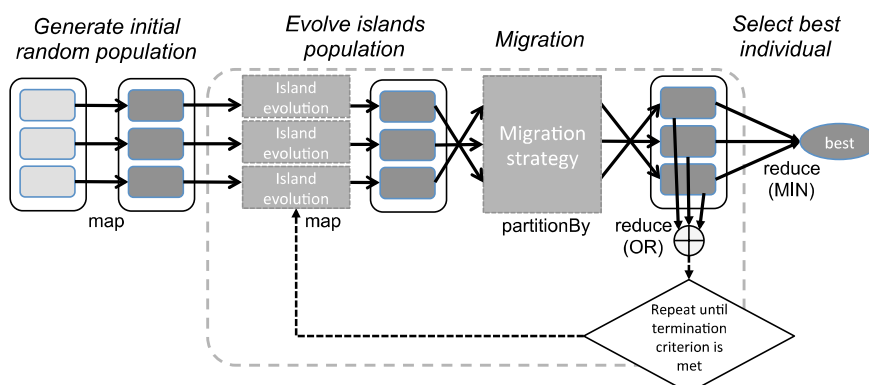 Generate initial
random population
Evolve islands
population
Migration
Select best
individual
Island
evolution
Island
evolution
Island
evolution
Migration
strategy
best
map
map
partitionBy
reduce
(OR)
reduce
(MIN)
Repeat until
termination
criterion is
met